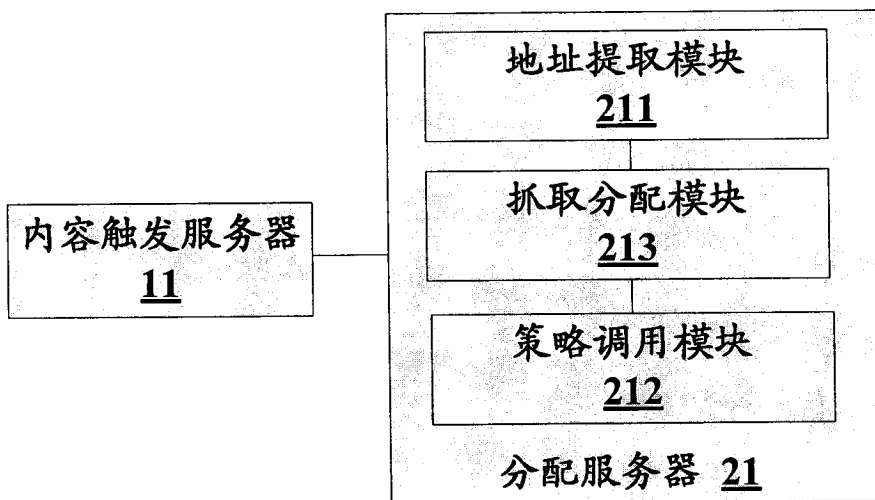 地址提取模块
211
抓取分配模块
213
内容触发服务器
11
策略调用模块
212
分配服务器 21